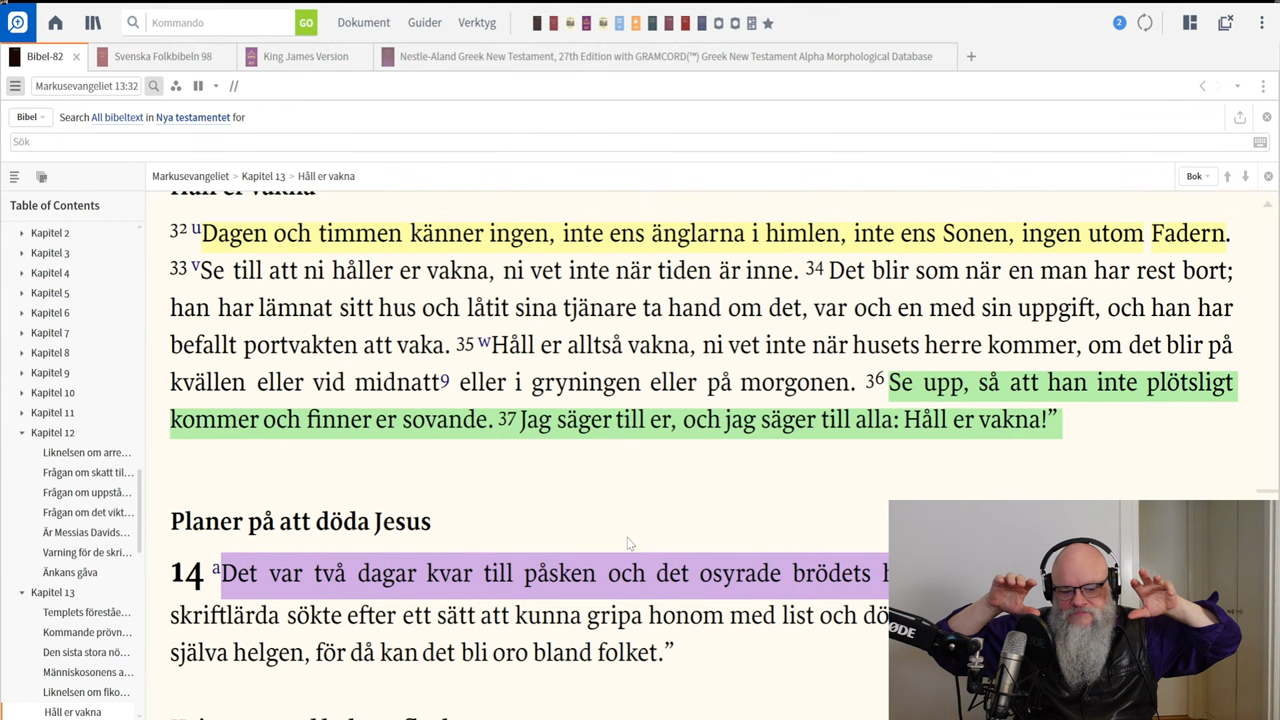 Kommando GO Dokument Guider Verktyg 2
Bibel-82 Svenska Folkbibeln 98 King James Version Nestle-Aland Greek New Testament, 27th Edition with GRAMCORD(™) Greek New Testament Alpha Morphological Database
Markusevangeliet 13:32
Bibel Search All bibeltext in Nya testamentet for
Sök
Markusevangeliet > Kapitel 13 > Håll er vakna Bok
Table of Contents
Kapitel 2
Kapitel 3
Kapitel 4
Kapitel 5
Kapitel 6
Kapitel 7
Kapitel 8
Kapitel 9
Kapitel 10
Kapitel 11
Kapitel 12
Liknelsen om arre...
Frågan om skatt til...
Frågan om uppstå...
Frågan om det vikt...
Är Messias Davids...
Varning för de skri...
Änkans gåva
Kapitel 13
Templets förestäe...
Kommande prövn...
Den sista stora nö...
Människosonens a...
Liknelsen om fiko...
Håll er vakna
Håll er vakna
32 uDagen och timmen känner ingen, inte ens änglarna i himlen, inte ens Sonen, ingen utom Fadern.
33 vSe till att ni håller er vakna, ni vet inte när tiden är inne. 34 Det blir som när en man har rest bort;
han har lämnat sitt hus och låtit sina tjänare ta hand om det, var och en med sin uppgift, och han har
befallt portvakten att vaka. 35 wHåll er alltså vakna, ni vet inte när husets herre kommer, om det blir på
kvällen eller vid midnatt9 eller i gryningen eller på morgonen. 36 Se upp, så att han inte plötsligt
kommer och finner er sovande. 37 Jag säger till er, och jag säger till alla: Håll er vakna!”
Planer på att döda Jesus
14 aDet var två dagar kvar till påsken och det osyrade brödets
skriftlärda sökte efter ett sätt att kunna gripa honom med list och dö
själva helgen, för då kan det bli oro bland folket.”